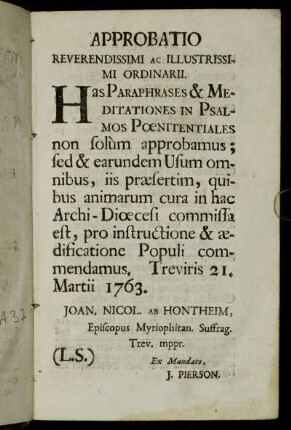 APPROBATIO
REVERENDISSIMI AC ILLUSTRISSI-
MI ORDINARII.
HAs PARAPHRASES & ME-
DITATIONES IN PSAL-
MOS POENITENTIALES
non solùm approbamus;
sed & earundem Usum om-
nibus, iis præsertim, qui-
bus animarum cura in hac
Archi-Diœcesi commissa
est, pro instructione & æ-
dificatione Populi com-
mendamus. Treviris 21.
Martii 1763.
JOAN. NICOL. AB HONTHEIM,
Episcopus Myriophitan. Suffrag.
Trev. mppr.
(L.S.)
Ex Mandato,
J. PIERSON.